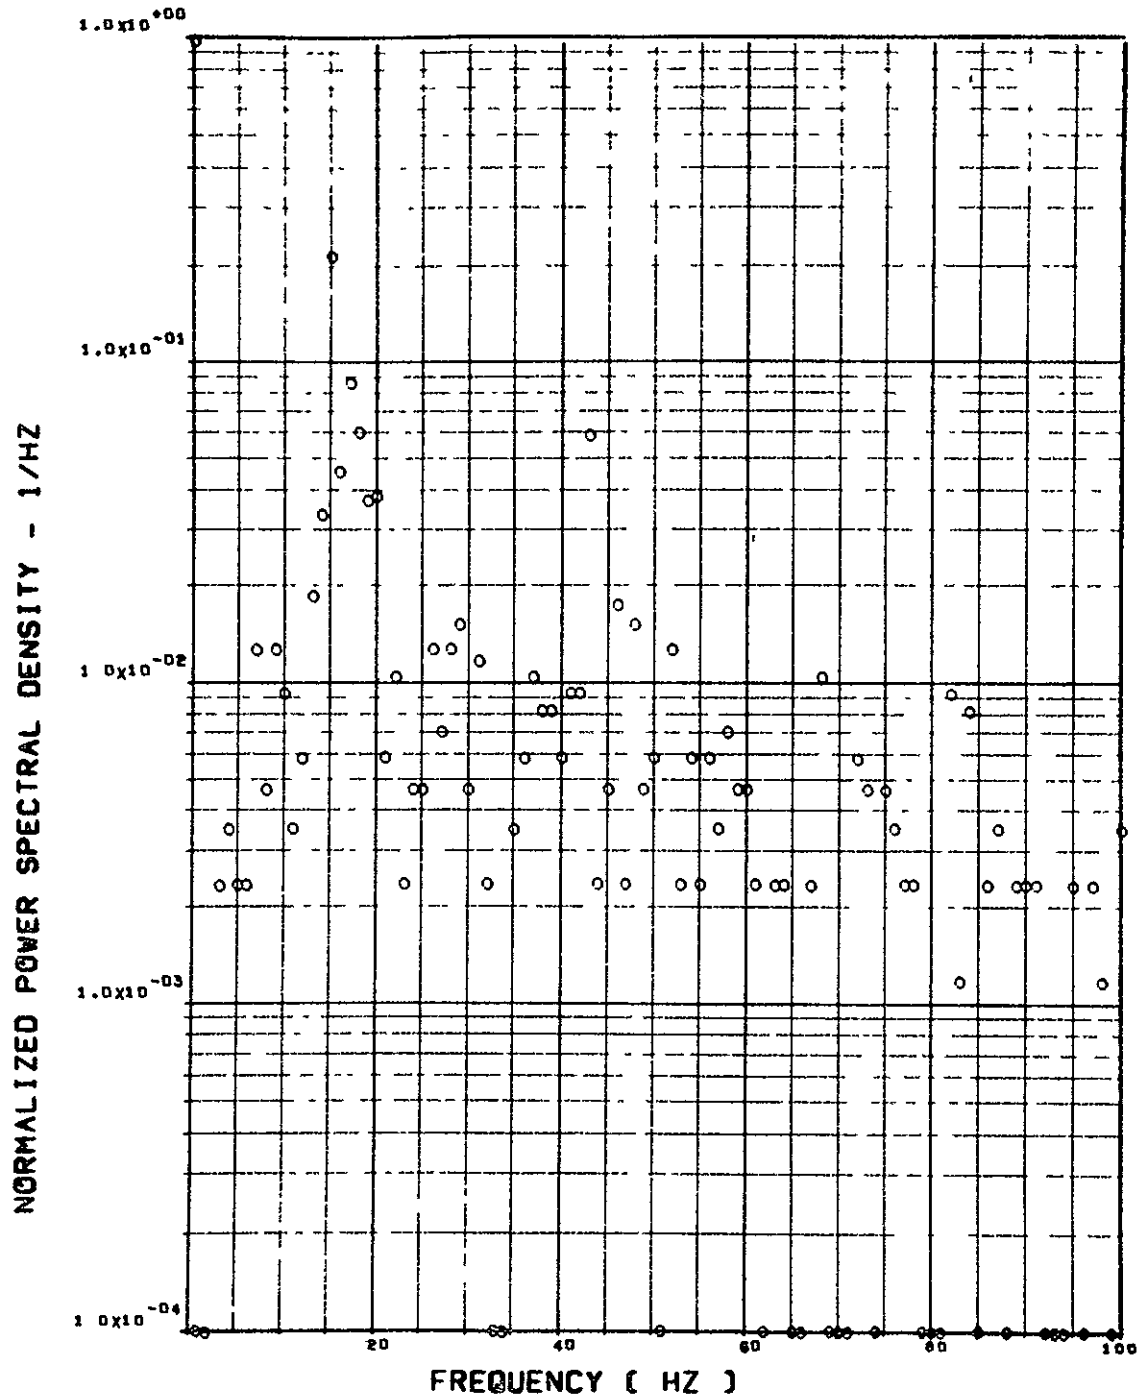 1.0x10+00
1.0x10-01
1 0x10-02
1.0x10-03
1 0x10-04
NORMALIZED POWER SPECTRAL DENSITY - 1/HZ
20 40 60 80 100
FREQUENCY ( HZ )